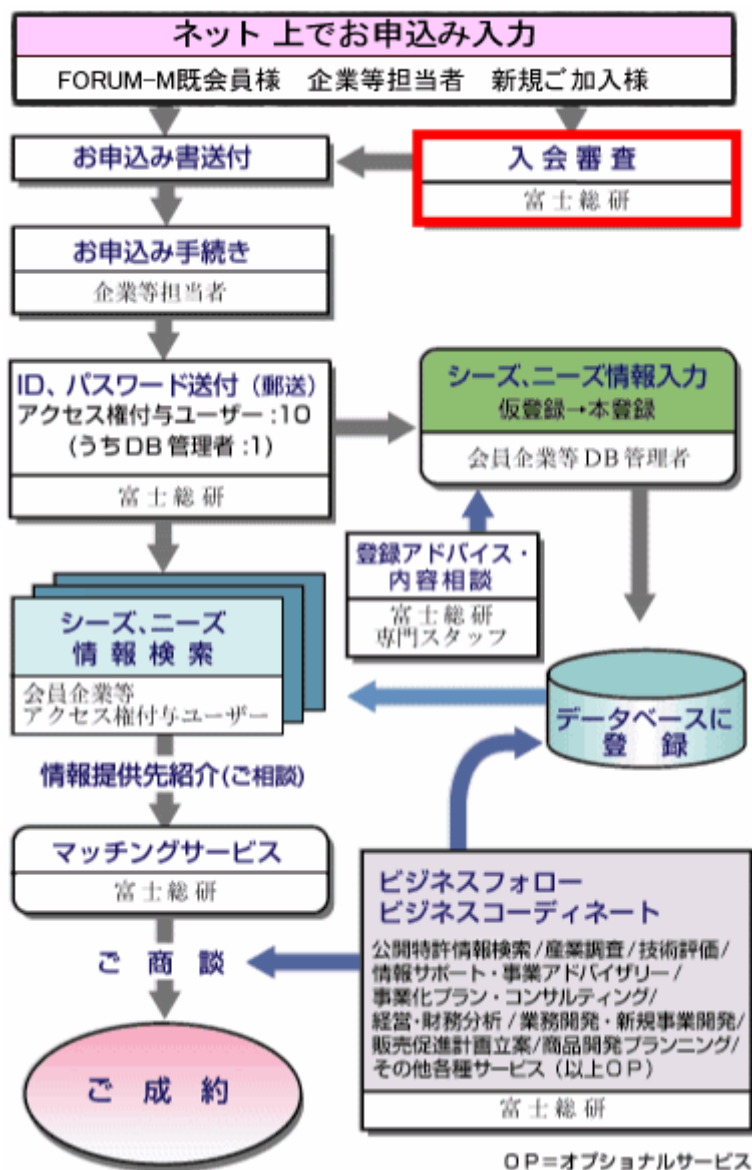 ネット上でお申込み入力
FORUM-M既会員様　企業等担当者　新規ご加入様
お申込み書送付
入会審査
富士総研
お申込み手続き
企業等担当者
ID、パスワード送付（郵送）
アクセス権付与ユーザー：10
(うちDB管理者：1)
富士総研
シーズ、ニーズ情報入力
仮登録→本登録
会員企業等DB管理者
登録アドバイス・
内容相談
富士総研
専門スタッフ
シーズ、ニーズ
情報検索
会員企業等
アクセス権付与ユーザー
データベースに
登録
情報提供先紹介(ご相談)
マッチングサービス
富士総研
ご商談
ご成約
ビジネスフォロー
ビジネスコーディネート
公開特許情報検索/産業調査/技術評価/
情報サポート・事業アドバイザリー/
事業化プラン・コンサルティング/
経営・財務分析/業務開発・新規事業開発/
販売促進計画立案/商品開発プランニング/
その他各種サービス（以上OP）
富士総研
OP=オプショナルサービス